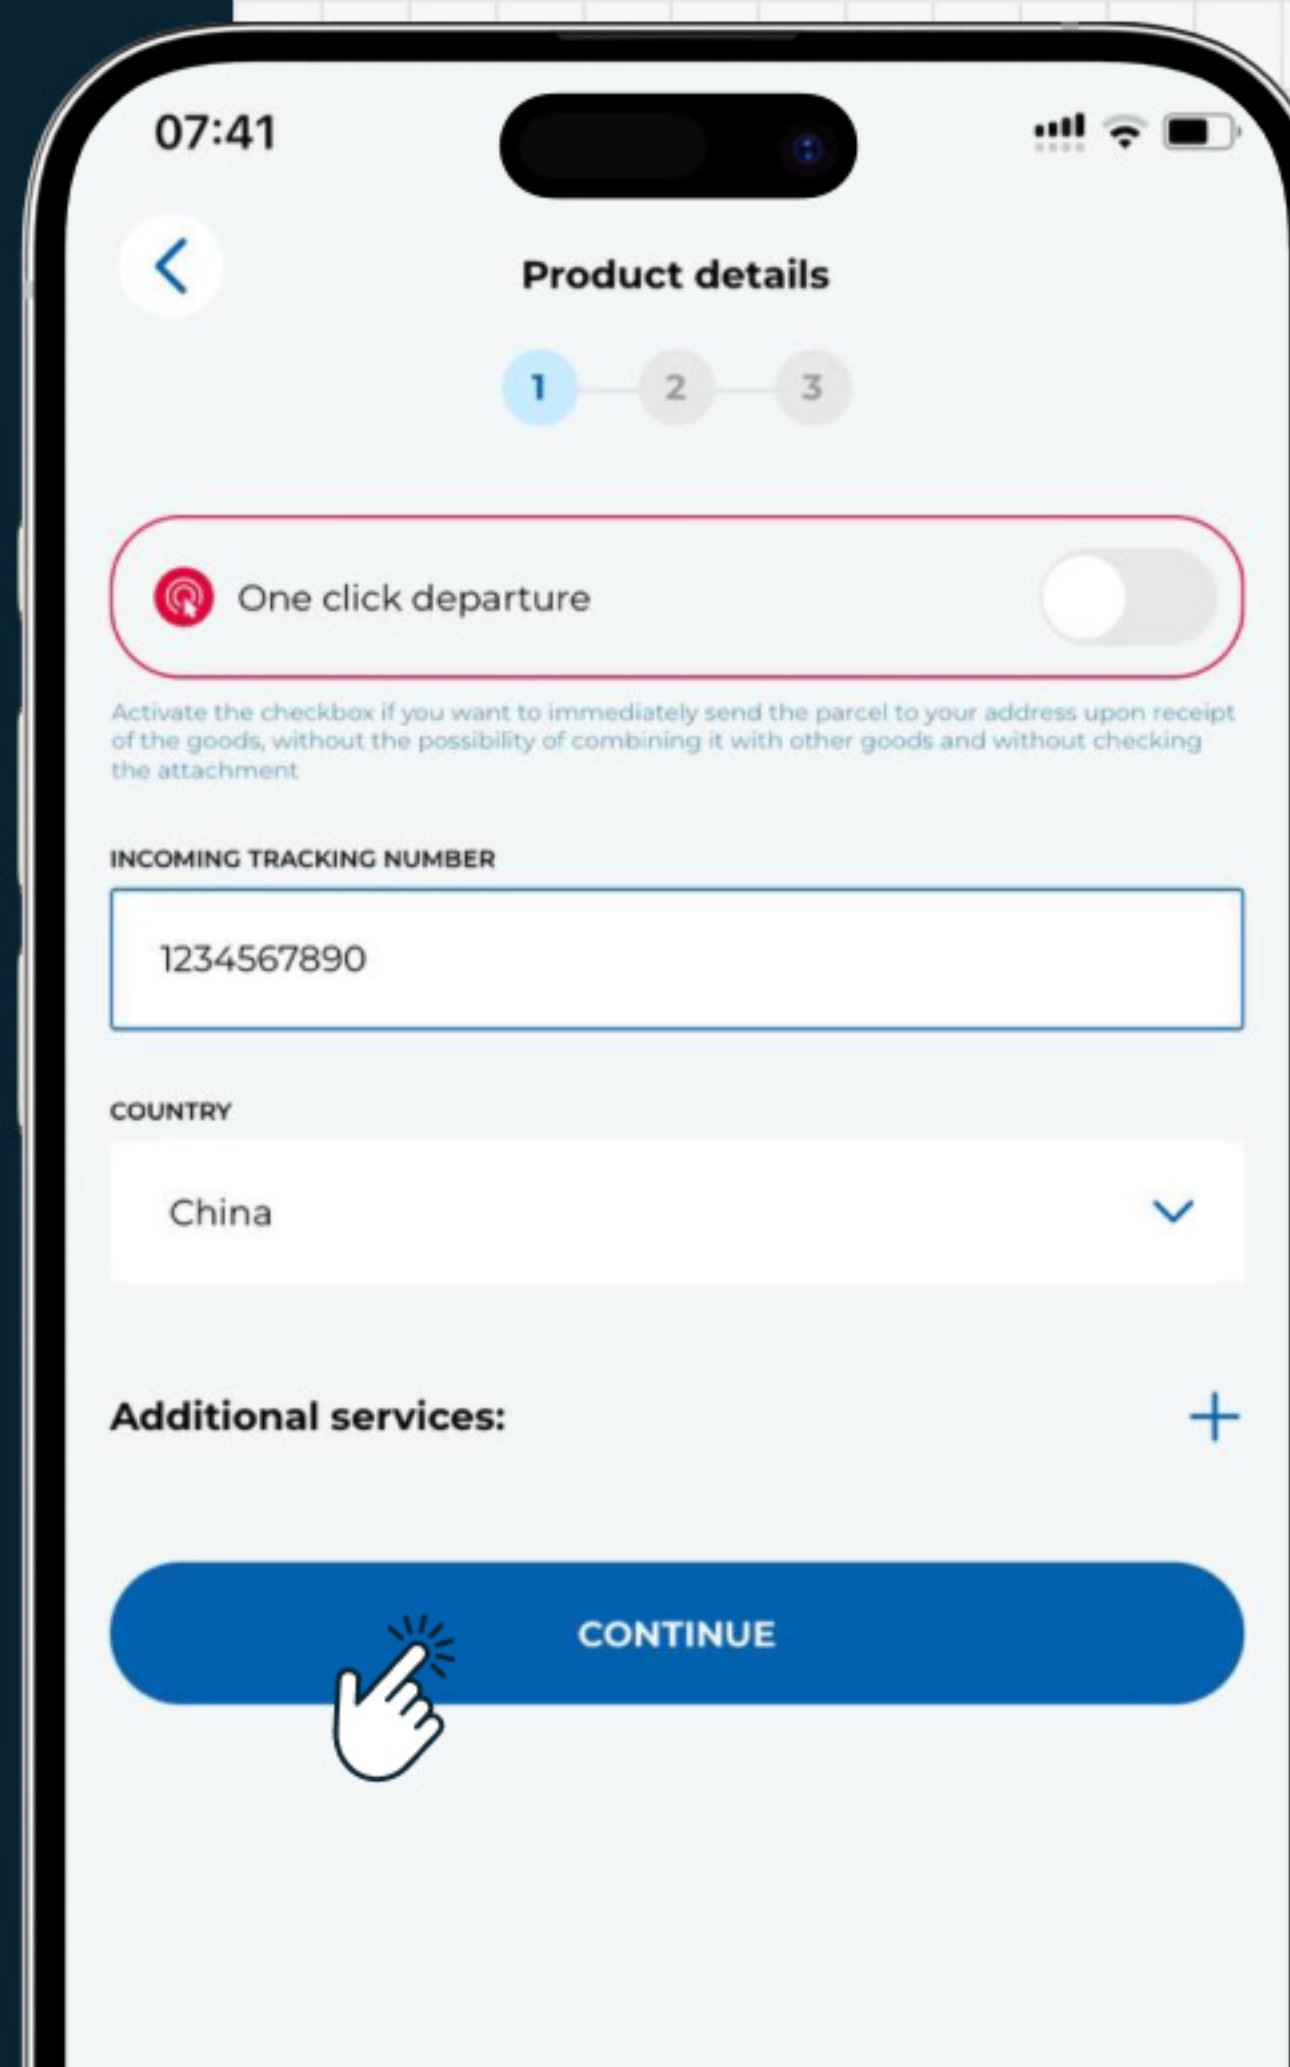 07:41
Product details
1 2 3
One click departure
Activate the checkbox if you want to immediately send the parcel to your address upon receipt
of the goods, without the possibility of combining it with other goods and without checking
the attachment
INCOMING TRACKING NUMBER
1234567890
COUNTRY
China
Additional services:
CONTINUE